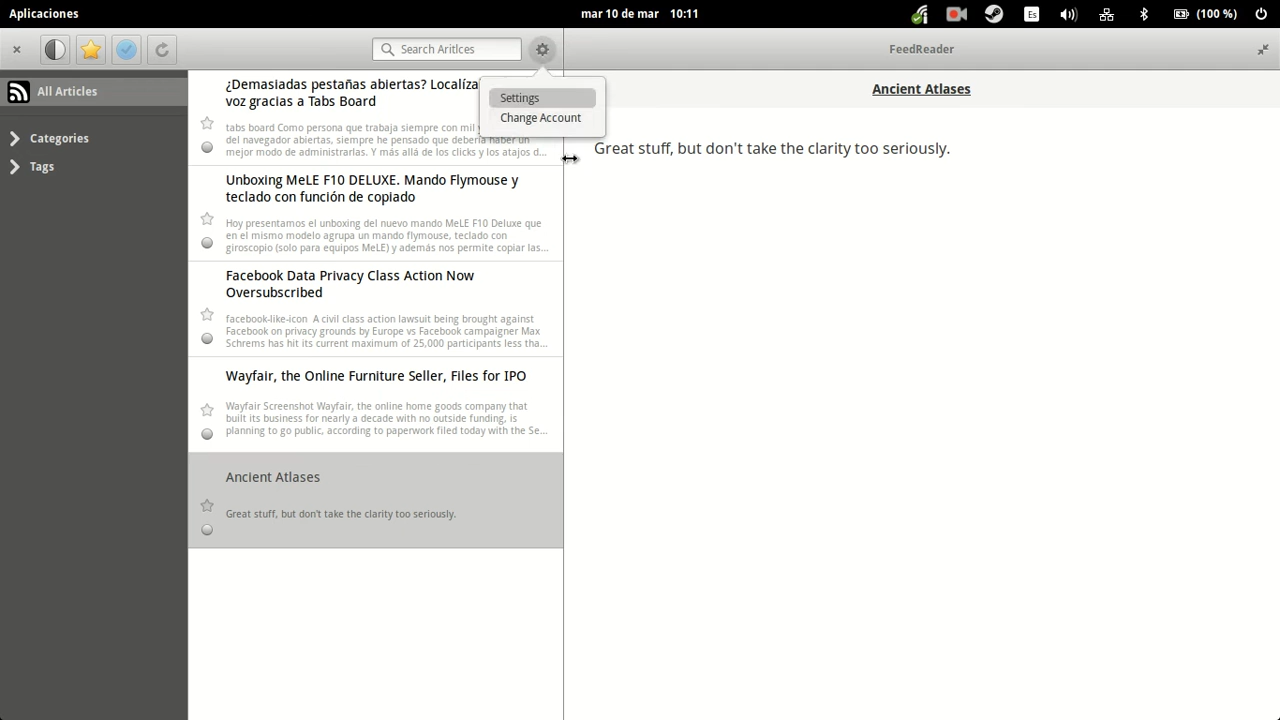 Aplicaciones
mar 10 de mar 10:11
Es
(100 %)
Search Aritlces
FeedReader
All Articles
Categories
Tags
Settings
Change Account
¿Demasiadas pestañas abiertas? Localíza
voz gracias a Tabs Board
tabs board Como persona que trabaja siempre con mil y
del navegador abiertas, siempre he pensado que debería haber un
mejor modo de administrarlas. Y más allá de los clicks y los atajos d...
Unboxing MeLE F10 DELUXE. Mando Flymouse y
teclado con función de copiado
Hoy presentamos el unboxing del nuevo mando MeLE F10 Deluxe que
en el mismo modelo agrupa un mando flymouse, teclado con
giroscopio (solo para equipos MeLE) y además nos permite copiar las...
Facebook Data Privacy Class Action Now
Oversubscribed
facebook-like-icon A civil class action lawsuit being brought against
Facebook on privacy grounds by Europe vs Facebook campaigner Max
Schrems has hit its current maximum of 25,000 participants less tha...
Wayfair, the Online Furniture Seller, Files for IPO
Wayfair Screenshot Wayfair, the online home goods company that
built its business for nearly a decade with no outside funding, is
planning to go public, according to paperwork filed today with the Se...
Ancient Atlases
Great stuff, but don't take the clarity too seriously.
Ancient Atlases
Great stuff, but don't take the clarity too seriously.